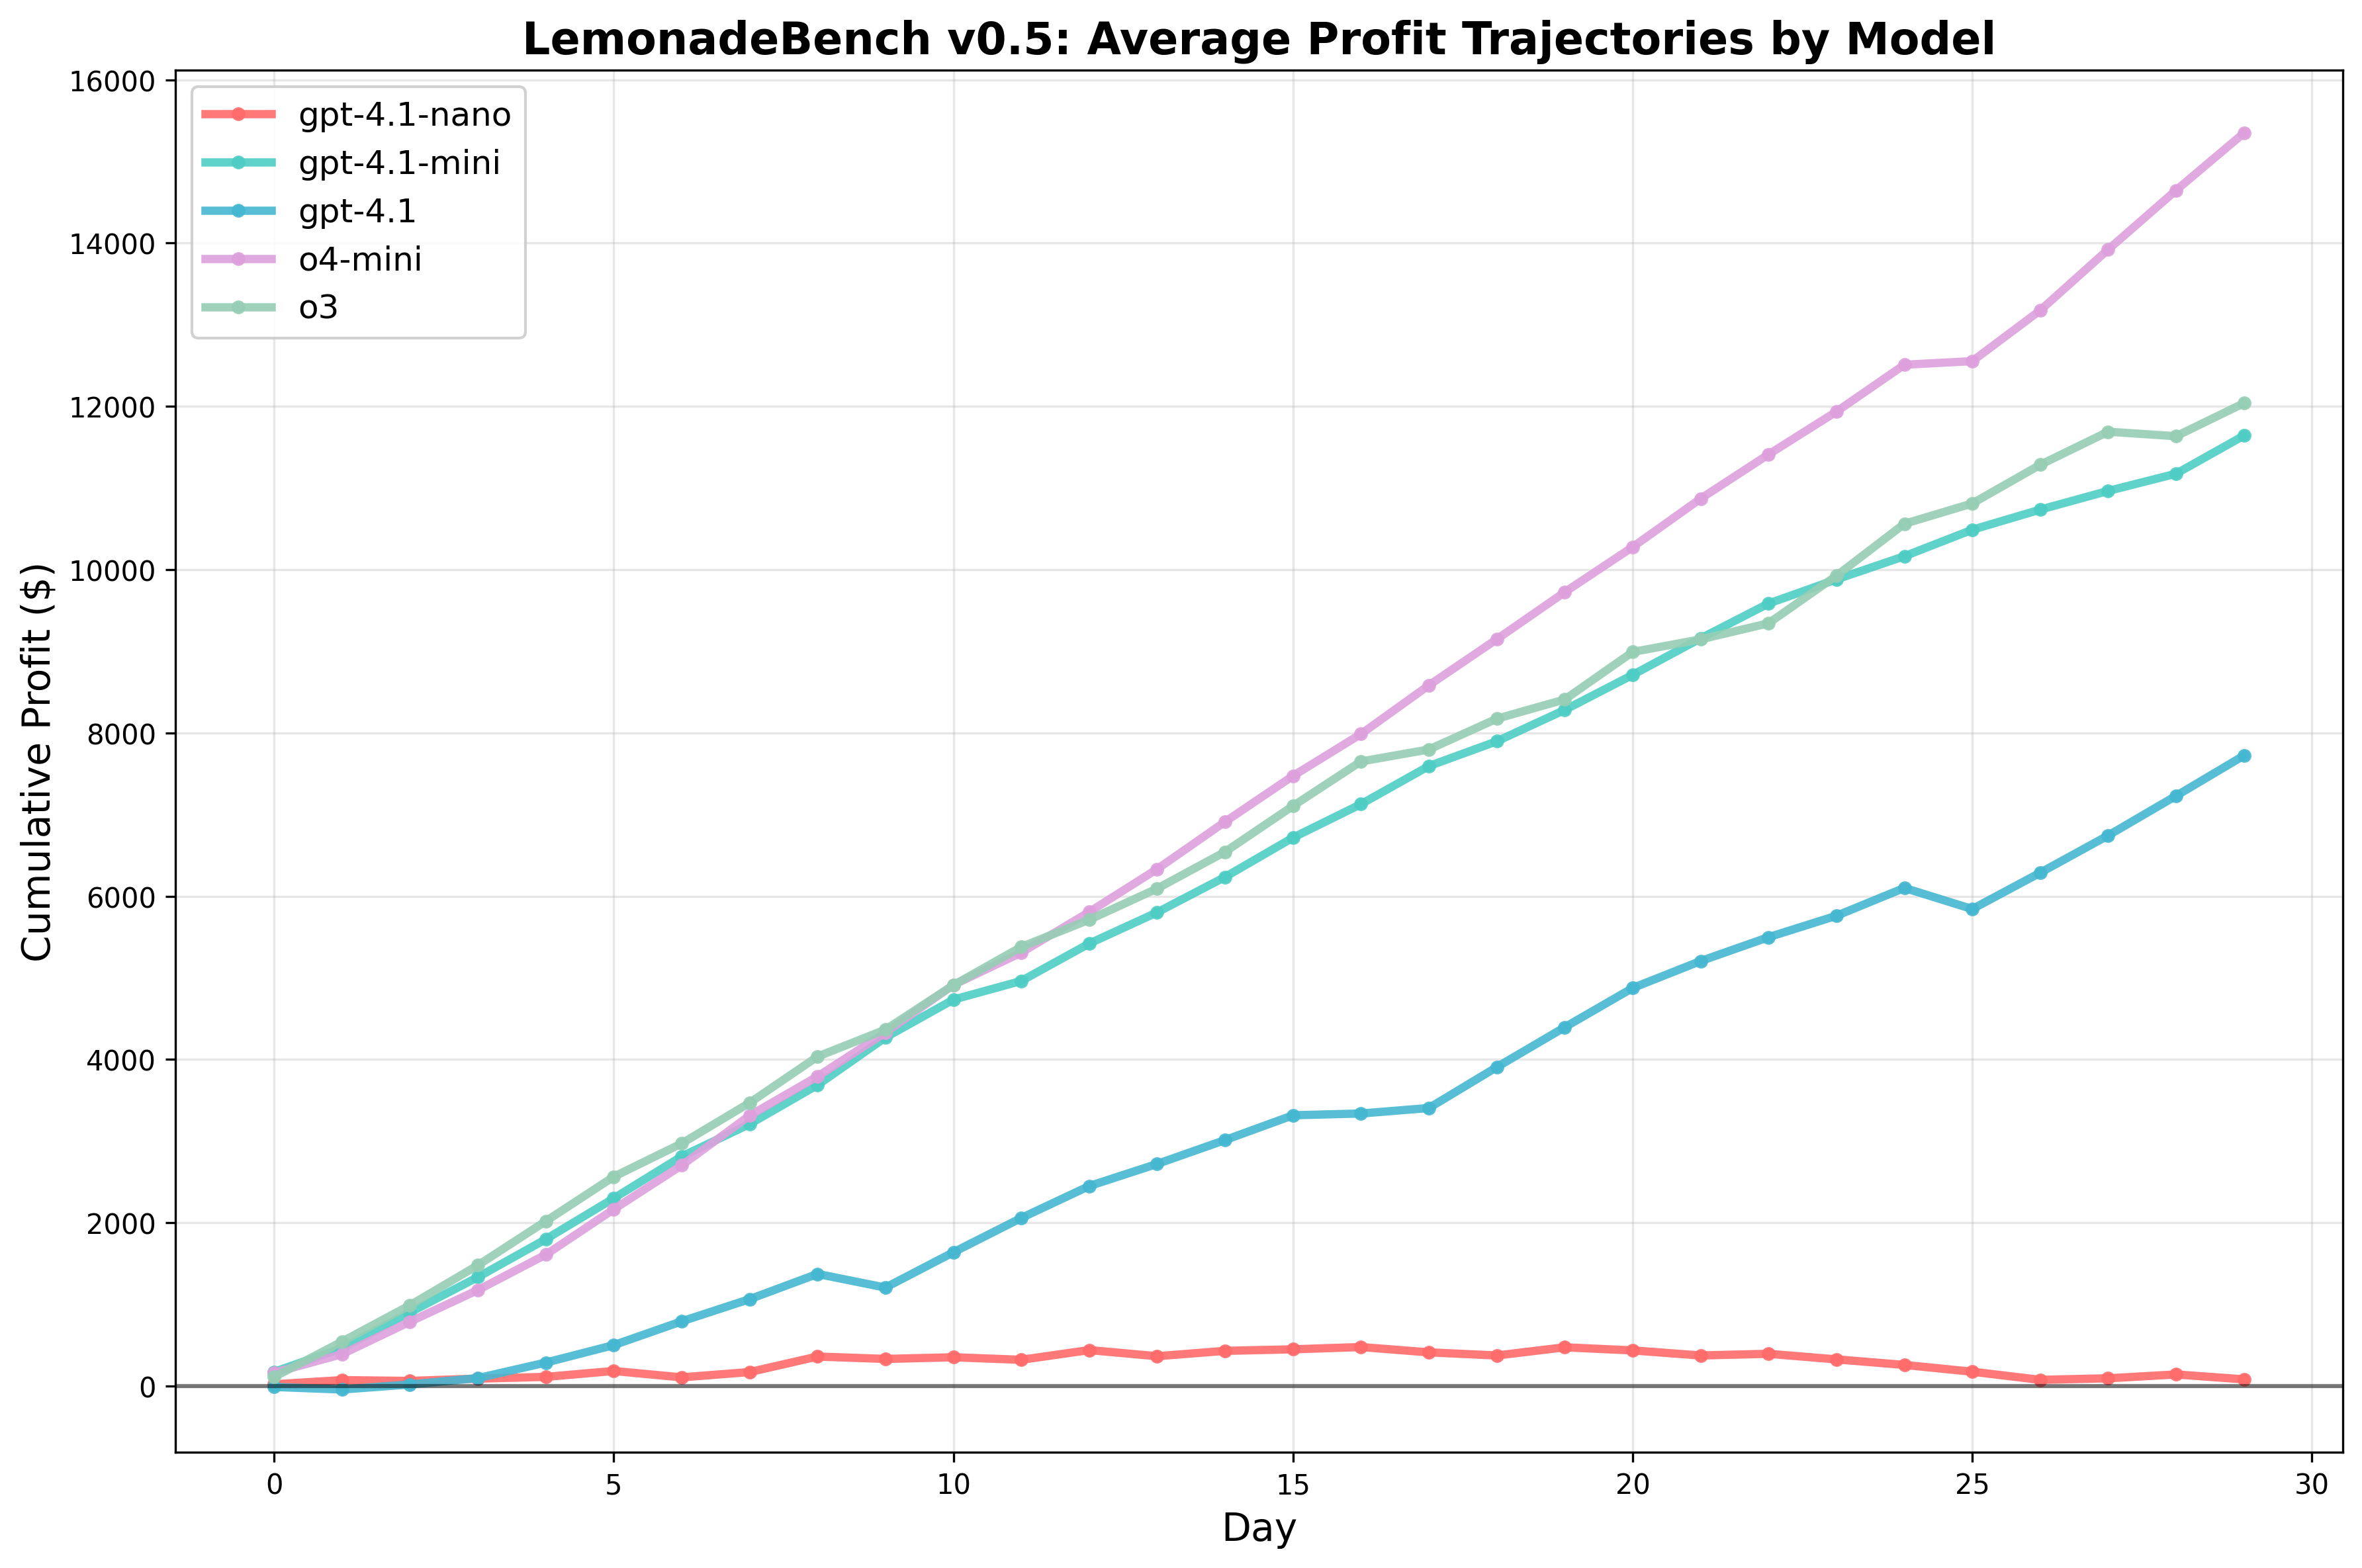 LemonadeBench v0.5: Average Profit Trajectories by Model
gpt-4.1-nano
gpt-4.1-mini
gpt-4.1
o4-mini
o3
Cumulative Profit ($)
16000
14000
12000
10000
8000
6000
4000
2000
0
0 5 10 15 20 25 30
Day